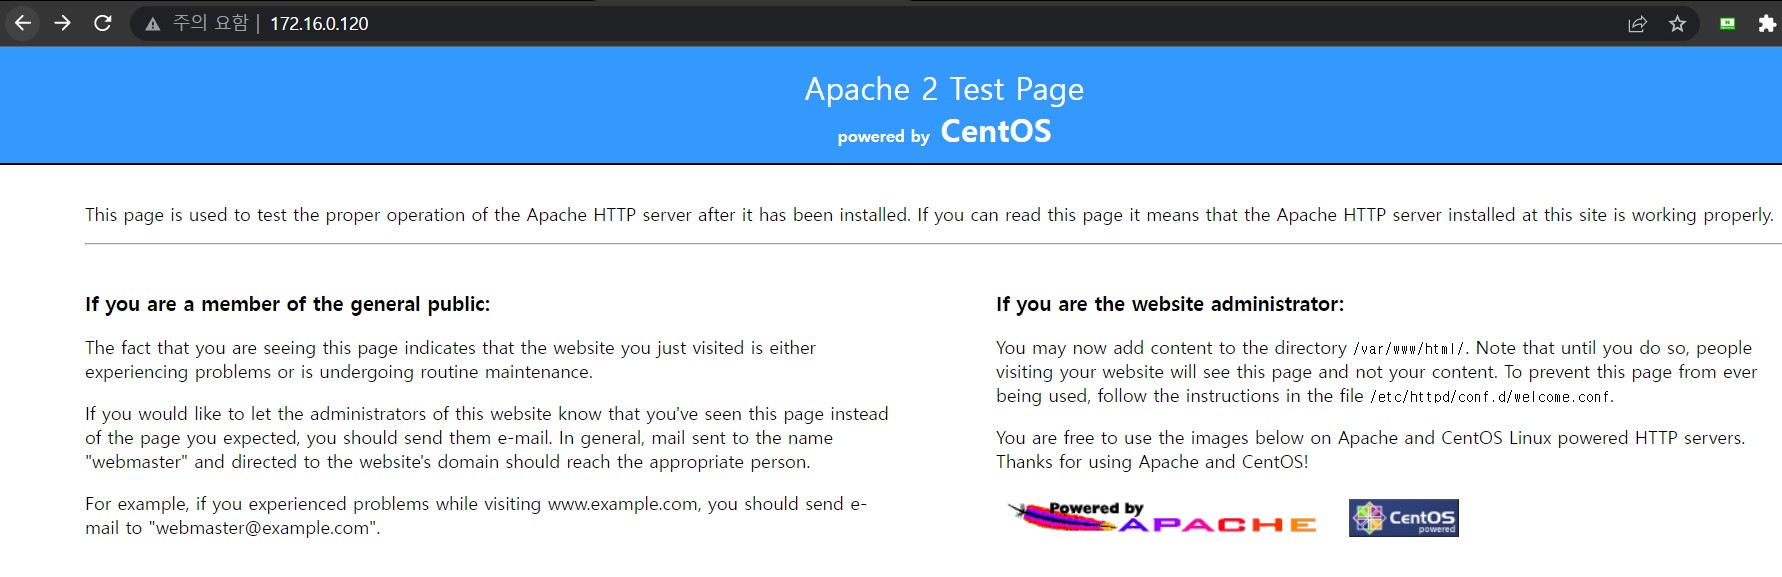 주의 요함 | 172.16.0.120
Apache 2 Test Page
powered by CentOS
This page is used to test the proper operation of the Apache HTTP server after it has been installed. If you can read this page it means that the Apache HTTP server installed at this site is working properly.
If you are a member of the general public:
The fact that you are seeing this page indicates that the website you just visited is either
experiencing problems or is undergoing routine maintenance.
If you would like to let the administrators of this website know that you've seen this page instead
of the page you expected, you should send them e-mail. In general, mail sent to the name
"webmaster" and directed to the website's domain should reach the appropriate person.
For example, if you experienced problems while visiting www.example.com, you should send e-
mail to "webmaster@example.com".
If you are the website administrator:
You may now add content to the directory /var/www/html/. Note that until you do so, people
visiting your website will see this page and not your content. To prevent this page from ever
being used, follow the instructions in the file /etc/httpd/conf.d/welcome.conf.
You are free to use the images below on Apache and CentOS Linux powered HTTP servers.
Thanks for using Apache and CentOS!
Powered by
APACHE
CentOS
powered